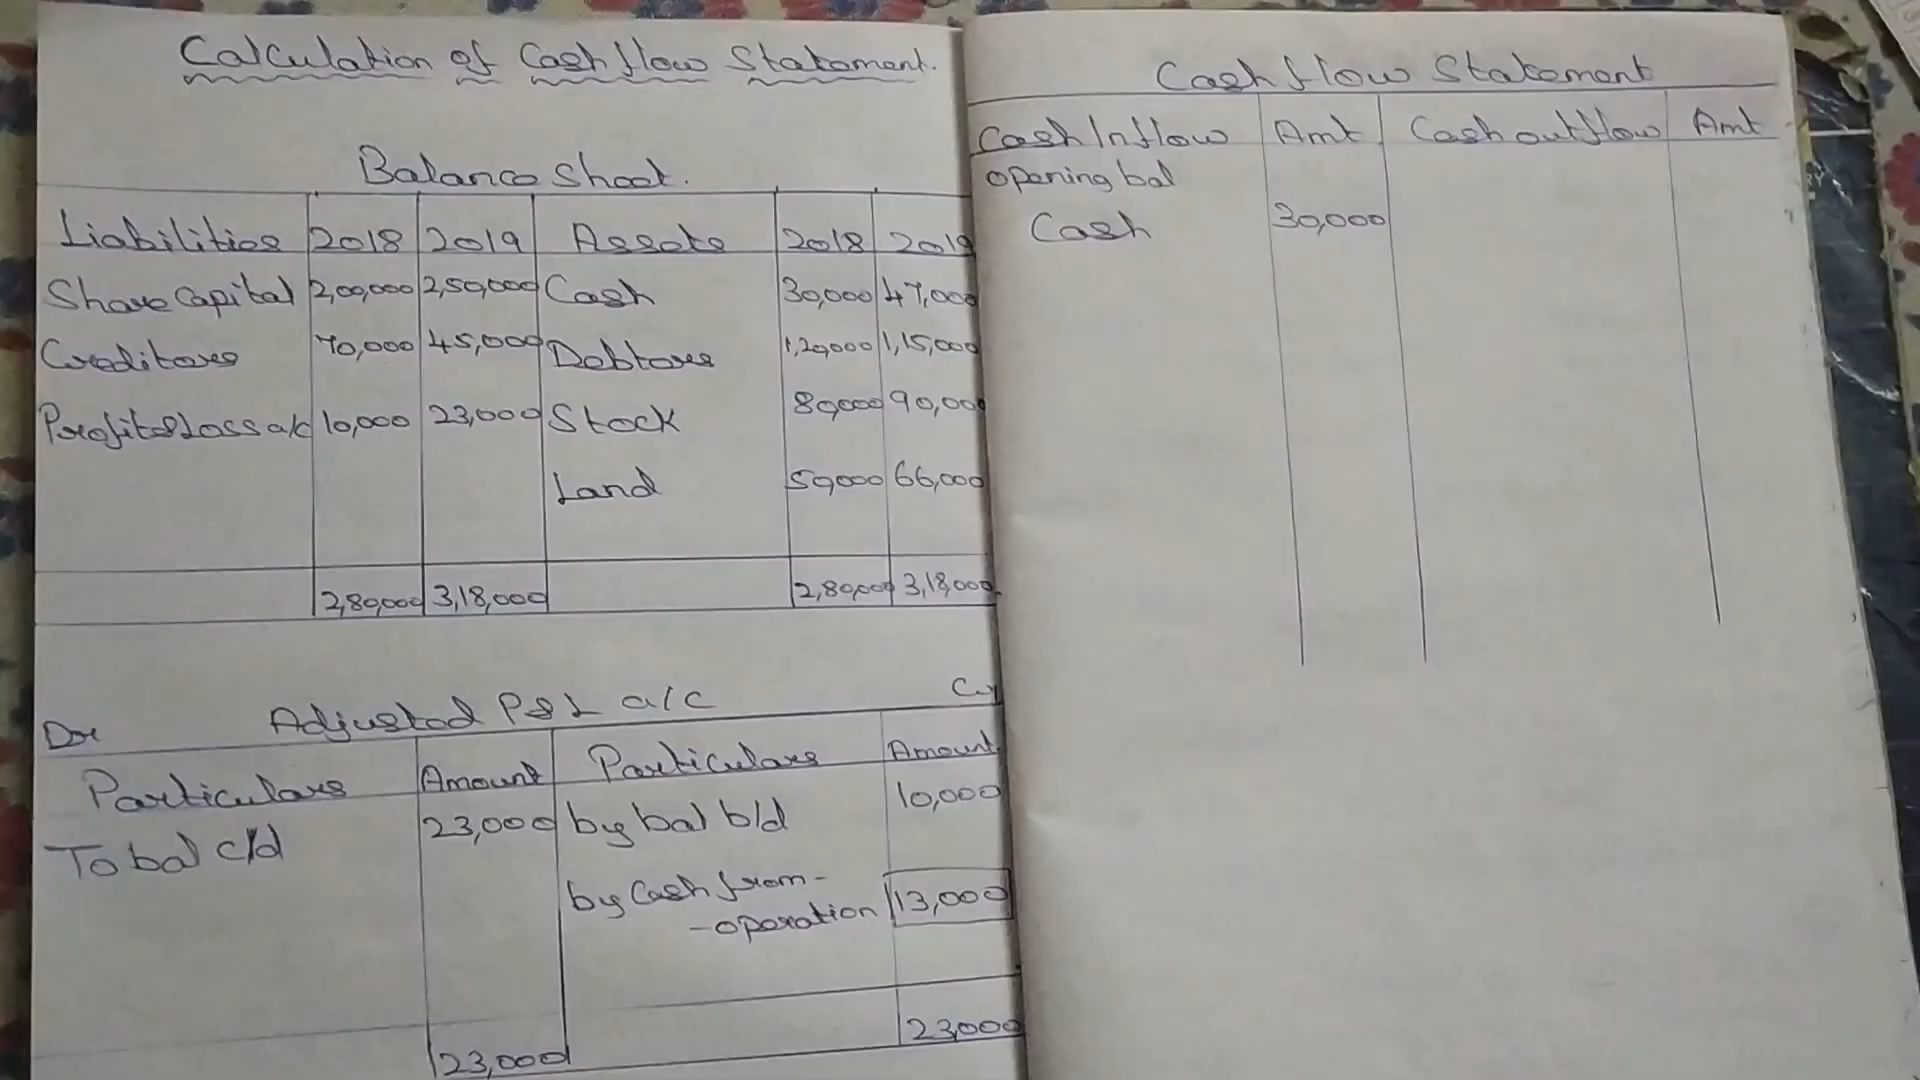 Calculation of Cash flow Statement.
Balance Sheet.
Liabilities 2018 2019 Assets 2018 2019
Share Capital 2,00,000 2,50,000 Cash 30,000 47,000
Creditors 70,000 45,000 Debtors 1,20,000 1,15,000
Profit & Loss a/c 10,000 23,000 Stock 80,000 90,000
Land 50,000 66,000
2,80,000 3,18,000 2,80,000 3,18,000
Dr Adjusted P & L a/c Cr
Particulars Amount Particulars Amount
To bal c/d 23,000 by bal b/d 10,000
by Cash from-
-operation 13,000
23,000 23,000
Cash flow Statement
Cash Inflow Amt Cash outflow Amt
opening bal
Cash 30,000